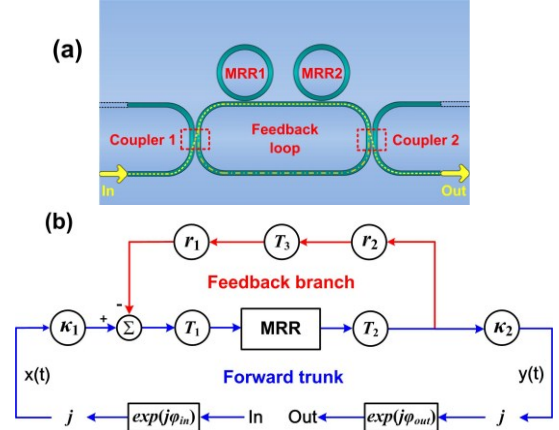 (a)
MRR1 MRR2
Coupler 1 Feedback loop Coupler 2
In Out
(b)
r₁ T₃ r₂
- Feedback branch
κ₁ + Σ T₁ MRR T₂ κ₂
x(t) Forward trunk y(t)
j exp(jφin) In Out exp(jφout) j